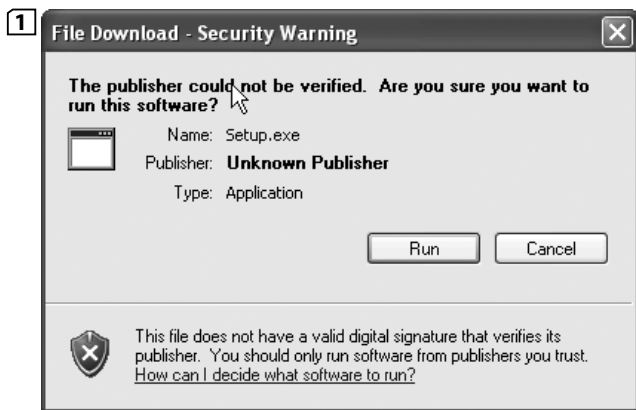 1
File Download - Security Warning
The publisher could not be verified. Are you sure you want to
run this software?
Name: Setup.exe
Publisher: Unknown Publisher
Type: Application
Run Cancel
This file does not have a valid digital signature that verifies its
publisher. You should only run software from publishers you trust.
How can I decide what software to run?